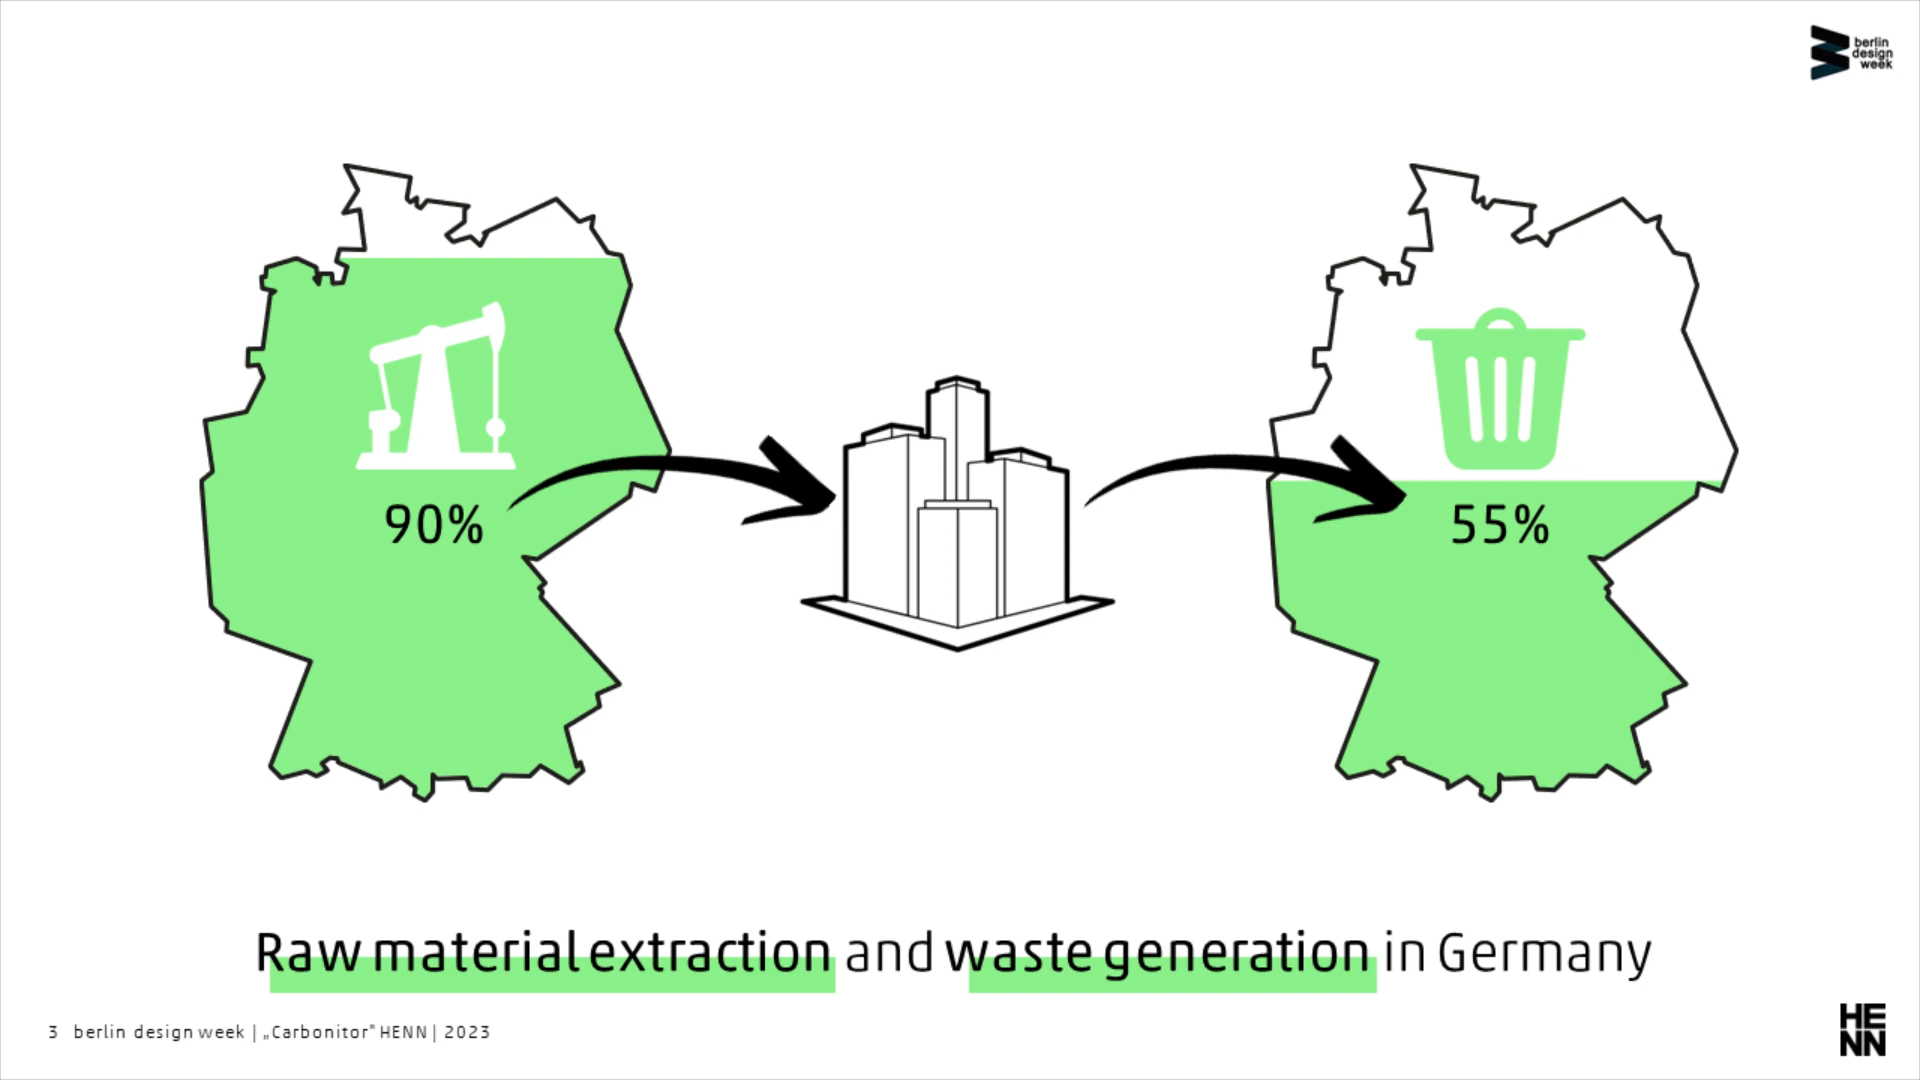 berlin
design
week
90%
55%
Raw material extraction and waste generation in Germany
3 berlin design week | „Carbonitor" HENN | 2023
HE
NN